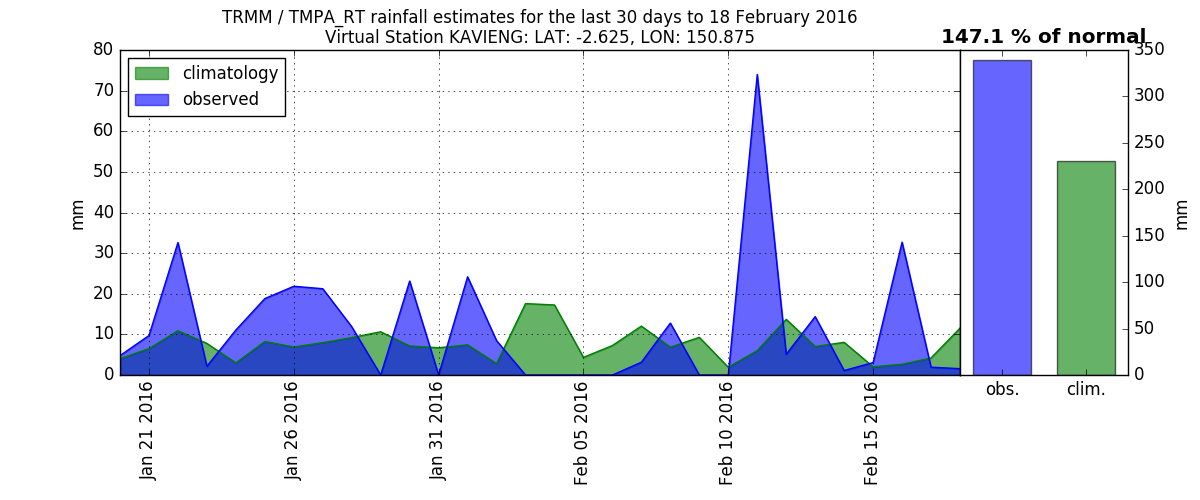 TRMM / TMPA_RT rainfall estimates for the last 30 days to 18 February 2016
Virtual Station KAVIENG: LAT: -2.625, LON: 150.875
147.1 % of normal
climatology
observed
80
70
60
50
40
30
20
10
0
mm
Jan 21 2016
Jan 26 2016
Jan 31 2016
Feb 05 2016
Feb 10 2016
Feb 15 2016
350
300
250
200
150
100
50
0
mm
obs.
clim.